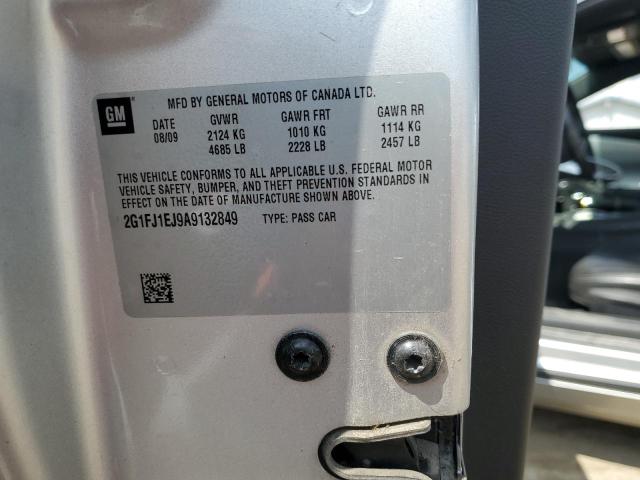 GM
MFD BY GENERAL MOTORS OF CANADA LTD.
DATE GVWR GAWR FRT GAWR RR
08/09 2124 KG 1010 KG 1114 KG
4685 LB 2228 LB 2457 LB
THIS VEHICLE CONFORMS TO ALL APPLICABLE U.S. FEDERAL MOTOR
VEHICLE SAFETY, BUMPER, AND THEFT PREVENTION STANDARDS IN
EFFECT ON THE DATE OF MANUFACTURE SHOWN ABOVE.
2G1FJ1EJ9A9132849 TYPE: PASS CAR